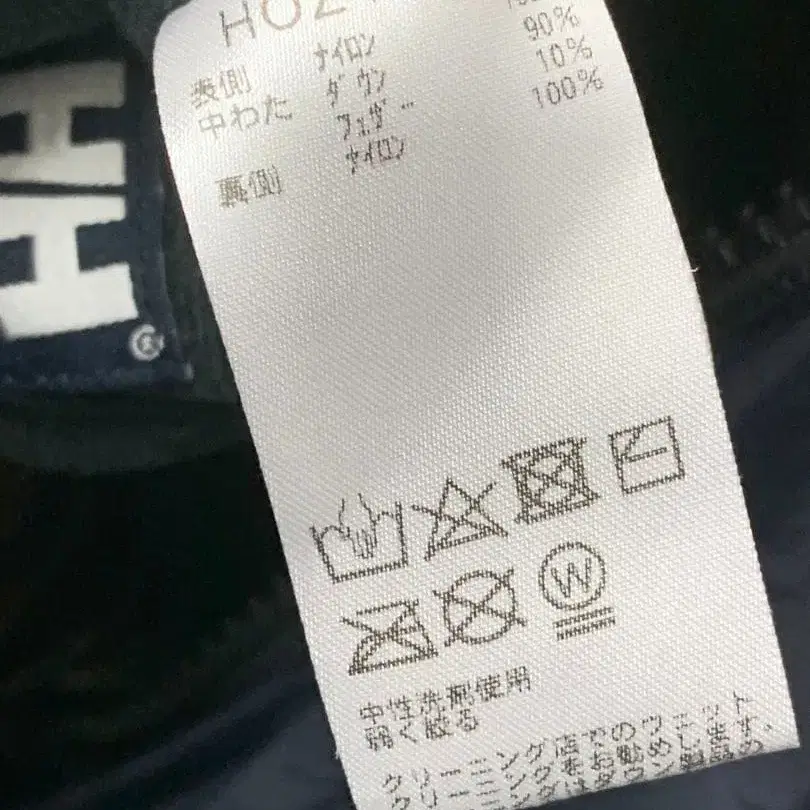 HOZ
表側 ナイロン
中わた ダウン 90%
フェザー 10%
裏側 ナイロン 100%
HH
®
W
中性洗剤使用
弱く絞る
クリーニング店でのウェット
クリーニングをお勧めします。